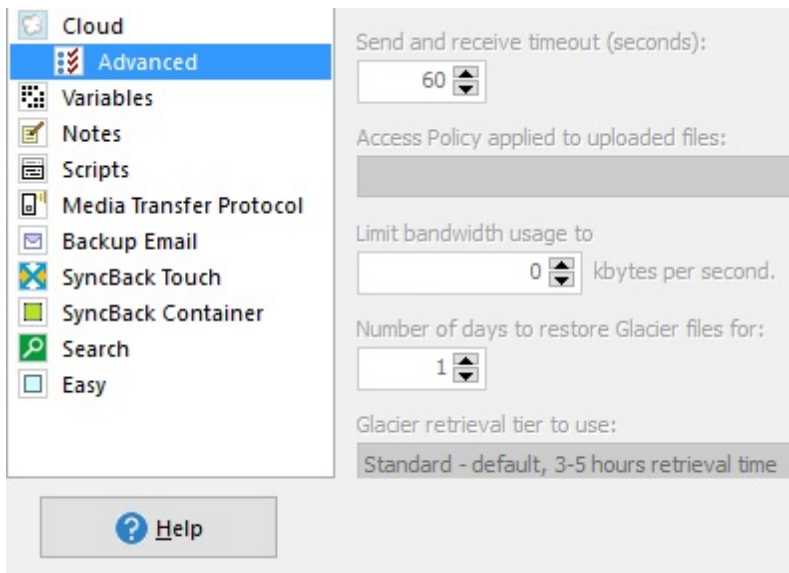 Cloud
Advanced
Variables
Notes
Scripts
Media Transfer Protocol
Backup Email
SyncBack Touch
SyncBack Container
Search
Easy
Help
Send and receive timeout (seconds):
60
Access Policy applied to uploaded files:
Limit bandwidth usage to
0 kbytes per second.
Number of days to restore Glacier files for:
1
Glacier retrieval tier to use:
Standard - default, 3-5 hours retrieval time